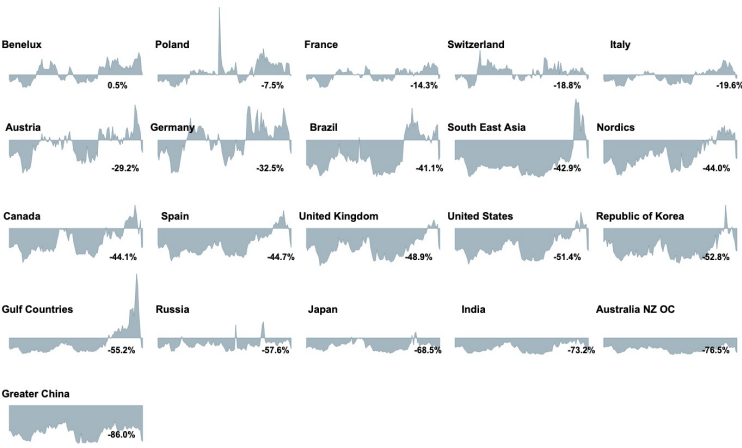 Benelux Poland France Switzerland Italy
0.5% -7.5% -14.3% -18.8% -19.6%
Austria Germany Brazil South East Asia Nordics
-29.2% -32.5% -41.1% -42.9% -44.0%
Canada Spain United Kingdom United States Republic of Korea
-44.1% -44.7% -48.9% -51.4% -52.8%
Gulf Countries Russia Japan India Australia NZ OC
-55.2% -57.6% -68.5% -73.2% -76.5%
Greater China
-86.0%